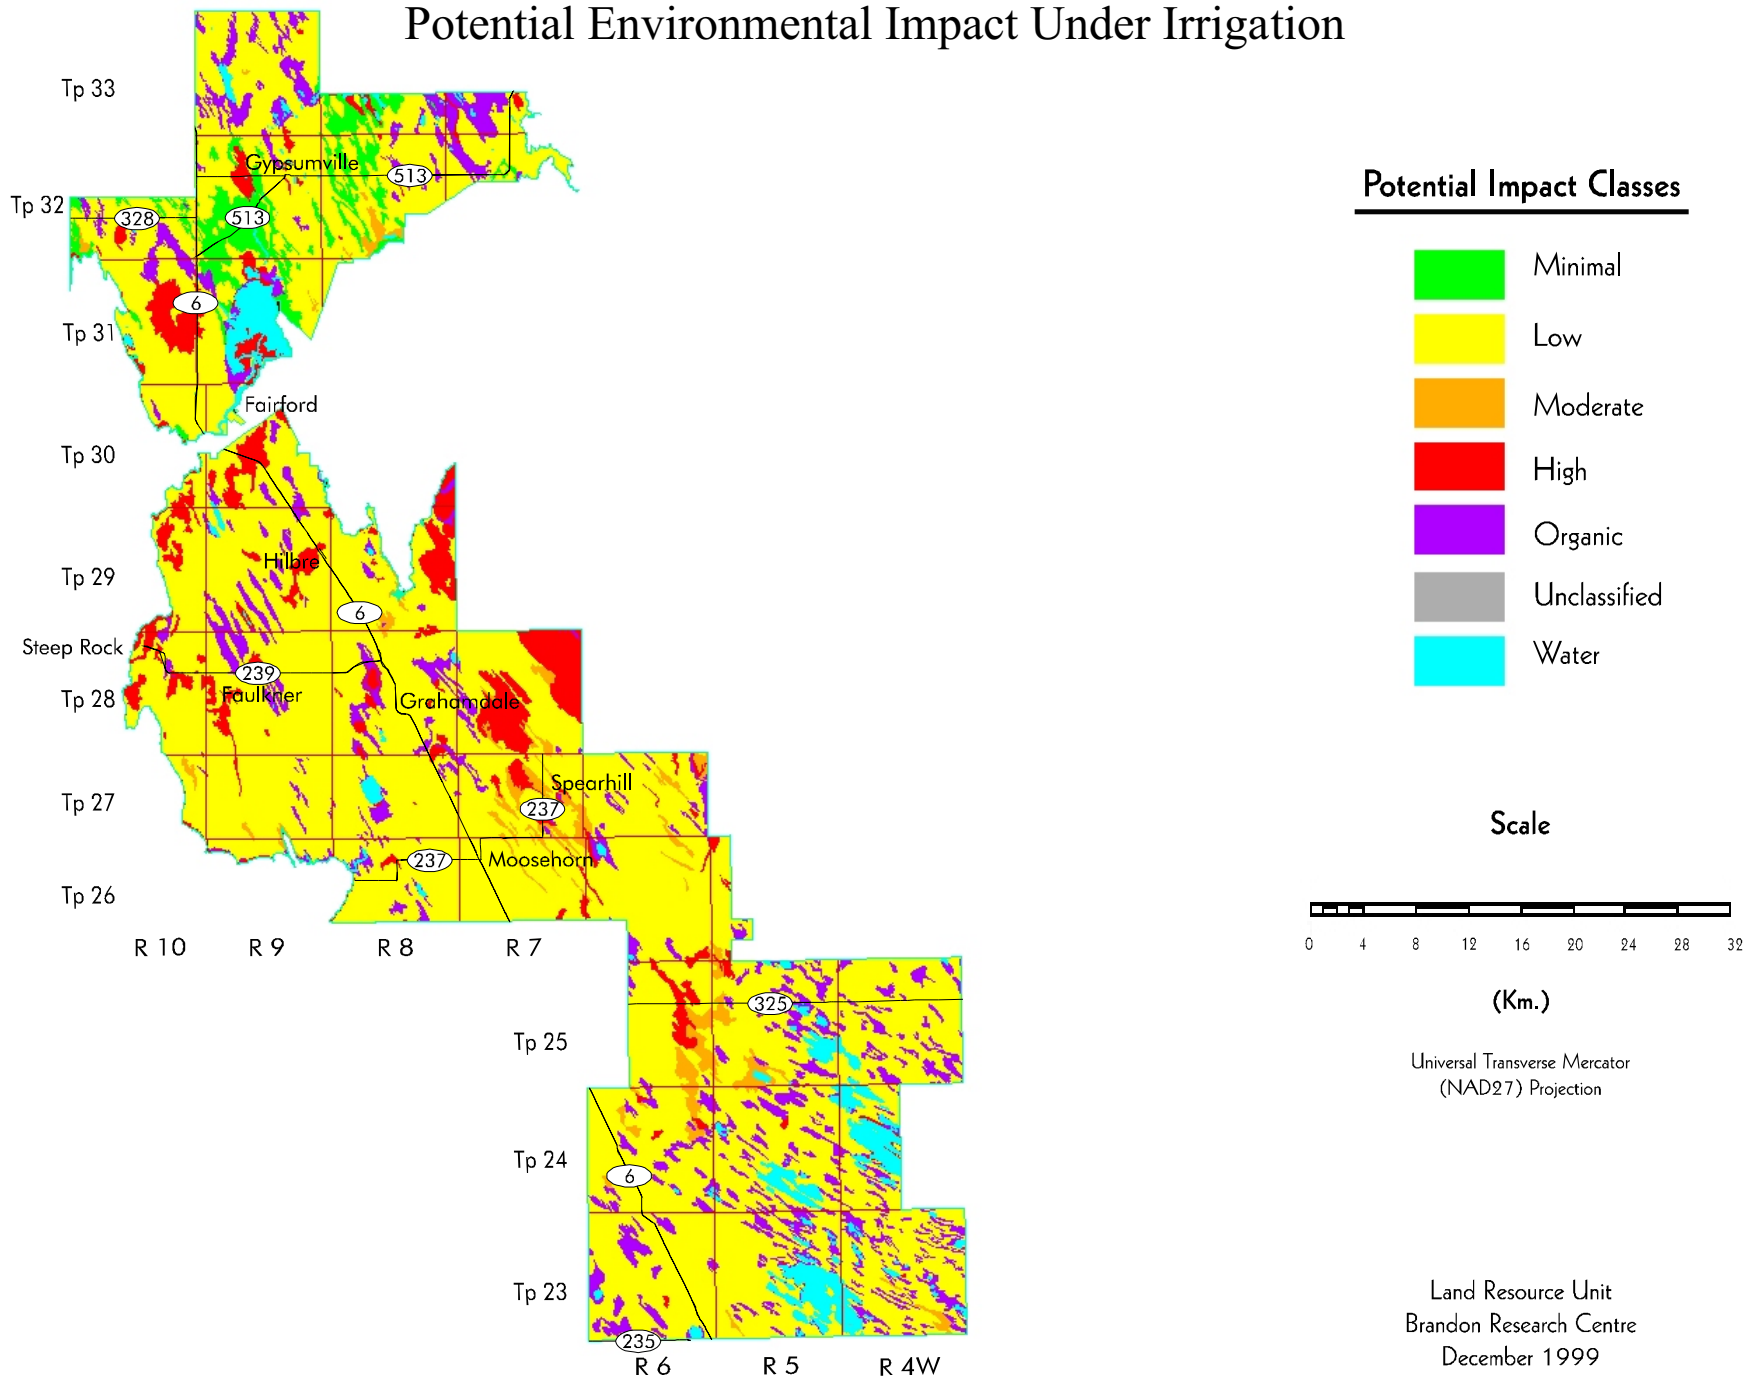 Potential Environmental Impact Under Irrigation
Tp 33
Gypsumville
513
Tp 32
328
513
6
Tp 31
Fairford
Tp 30
Hilbre
Tp 29
6
Steep Rock
239
Tp 28
Faulkner
Grahamdale
Spearhill
Tp 27
237
237
Moosehorn
Tp 26
R 10
R 9
R 8
R 7
325
Tp 25
Tp 24
6
Tp 23
235
R 6
R 5
R 4W
Potential Impact Classes
Minimal
Low
Moderate
High
Organic
Unclassified
Water
Scale
0 4 8 12 16 20 24 28 32
(Km.)
Universal Transverse Mercator
(NAD27) Projection
Land Resource Unit
Brandon Research Centre
December 1999